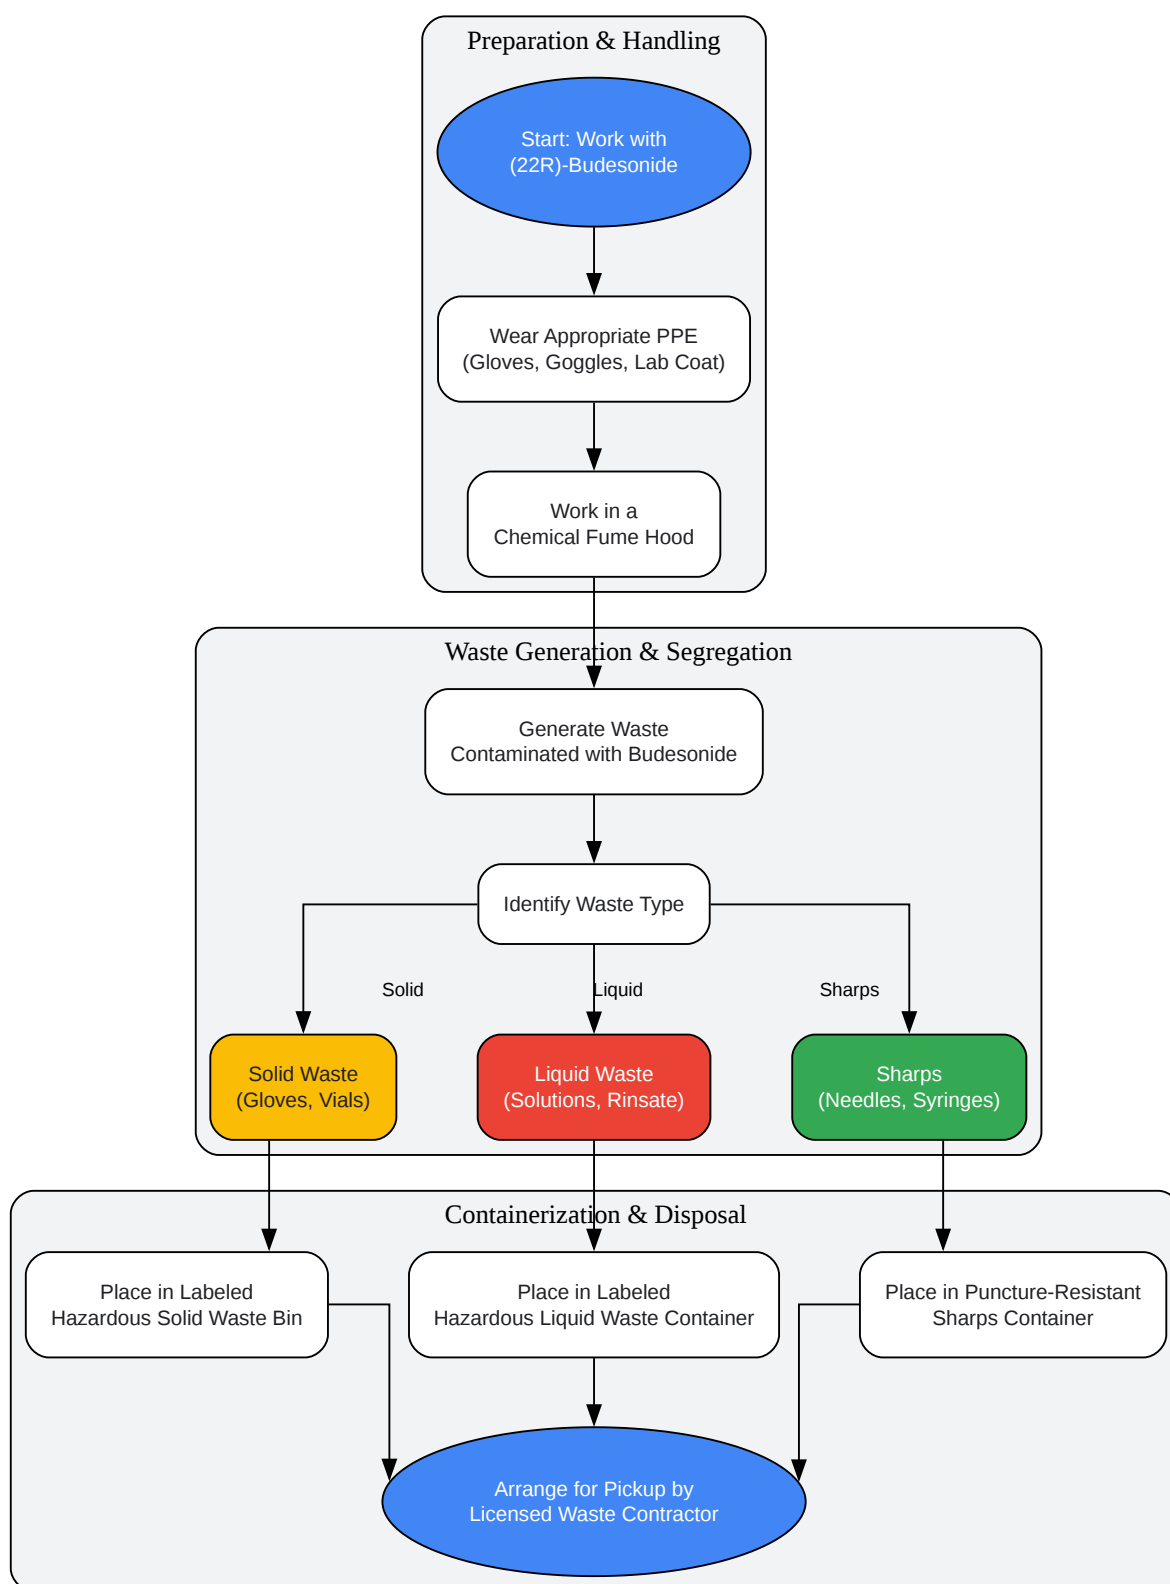 Preparation & Handling
Start: Work with
(22R)-Budesonide
Wear Appropriate PPE
(Gloves, Goggles, Lab Coat)
Work in a
Chemical Fume Hood
Waste Generation & Segregation
Generate Waste
Contaminated with Budesonide
Identify Waste Type
Solid
Liquid
Sharps
Solid Waste
(Gloves, Vials)
Liquid Waste
(Solutions, Rinsate)
Sharps
(Needles, Syringes)
Containerization & Disposal
Place in Labeled
Hazardous Solid Waste Bin
Place in Labeled
Hazardous Liquid Waste Container
Place in Puncture-Resistant
Sharps Container
Arrange for Pickup by
Licensed Waste Contractor